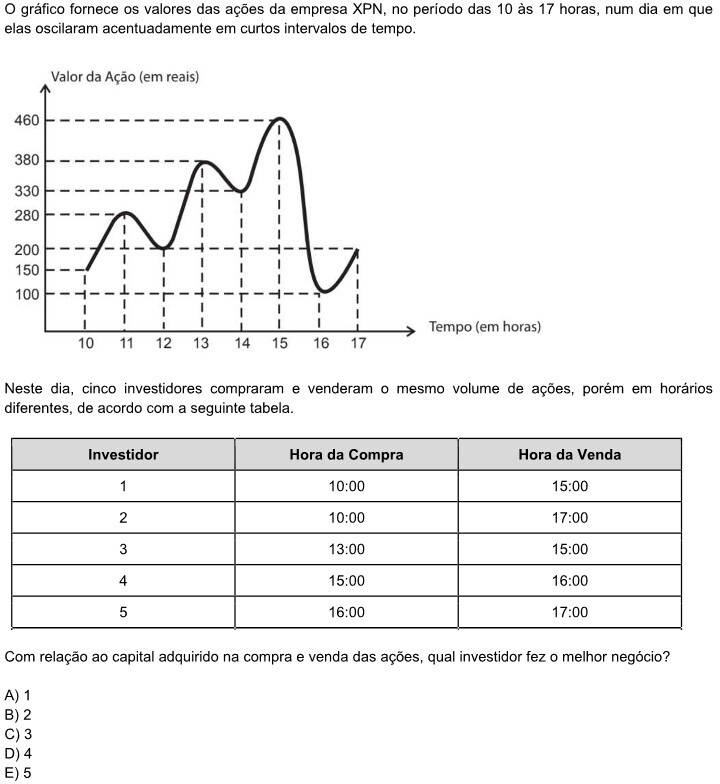 O gráfico fornece os valores das ações da empresa XPN, no período das 10 às 17 horas, num dia em que
elas oscilaram acentuadamente em curtos intervalos de tempo.
Valor da Ação (em reais)
460
380
330
280
200
150
100
10 11 12 13 14 15 16 17
Tempo (em horas)
Neste dia, cinco investidores compraram e venderam o mesmo volume de ações, porém em horários
diferentes, de acordo com a seguinte tabela.
Investidor Hora da Compra Hora da Venda
1 10:00 15:00
2 10:00 17:00
3 13:00 15:00
4 15:00 16:00
5 16:00 17:00
Com relação ao capital adquirido na compra e venda das ações, qual investidor fez o melhor negócio?
A) 1
B) 2
C) 3
D) 4
E) 5